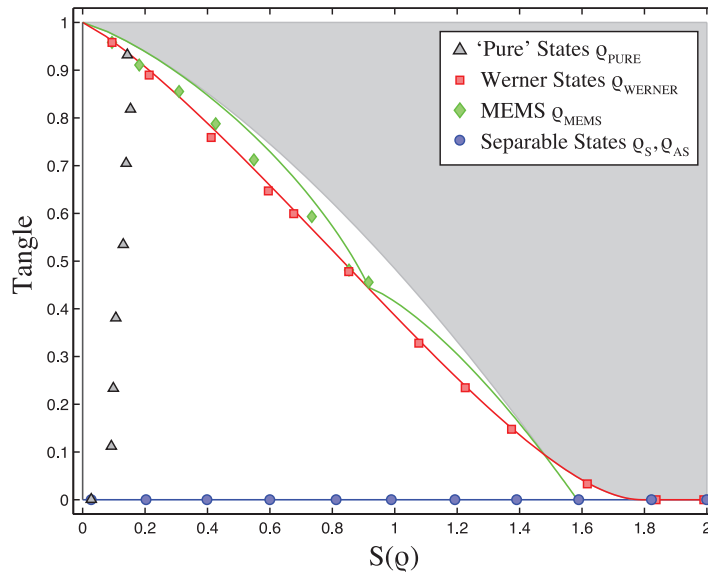 1
0.9
0.8
0.7
0.6
0.5
0.4
0.3
0.2
0.1
0
Tangle
'Pure' States ϱPURE
Werner States ϱWERNER
MEMS ϱMEMS
Separable States ϱS,ϱAS
0 0.2 0.4 0.6 0.8 1 1.2 1.4 1.6 1.8 2
S(ϱ)